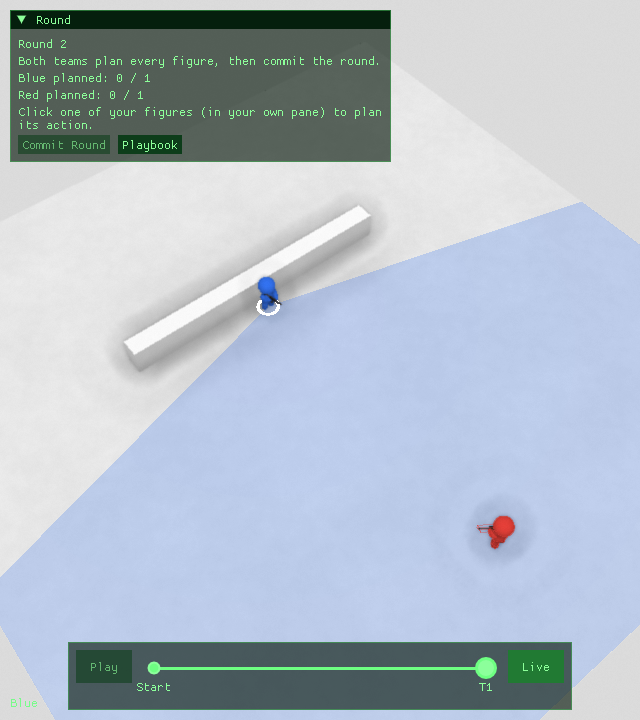 Round
Round 2
Both teams plan every figure, then commit the round.
Blue planned: 0 / 1
Red planned: 0 / 1
Click one of your figures (in your own pane) to plan
its action.
Commit Round Playbook
Play Live
Start T1
Blue